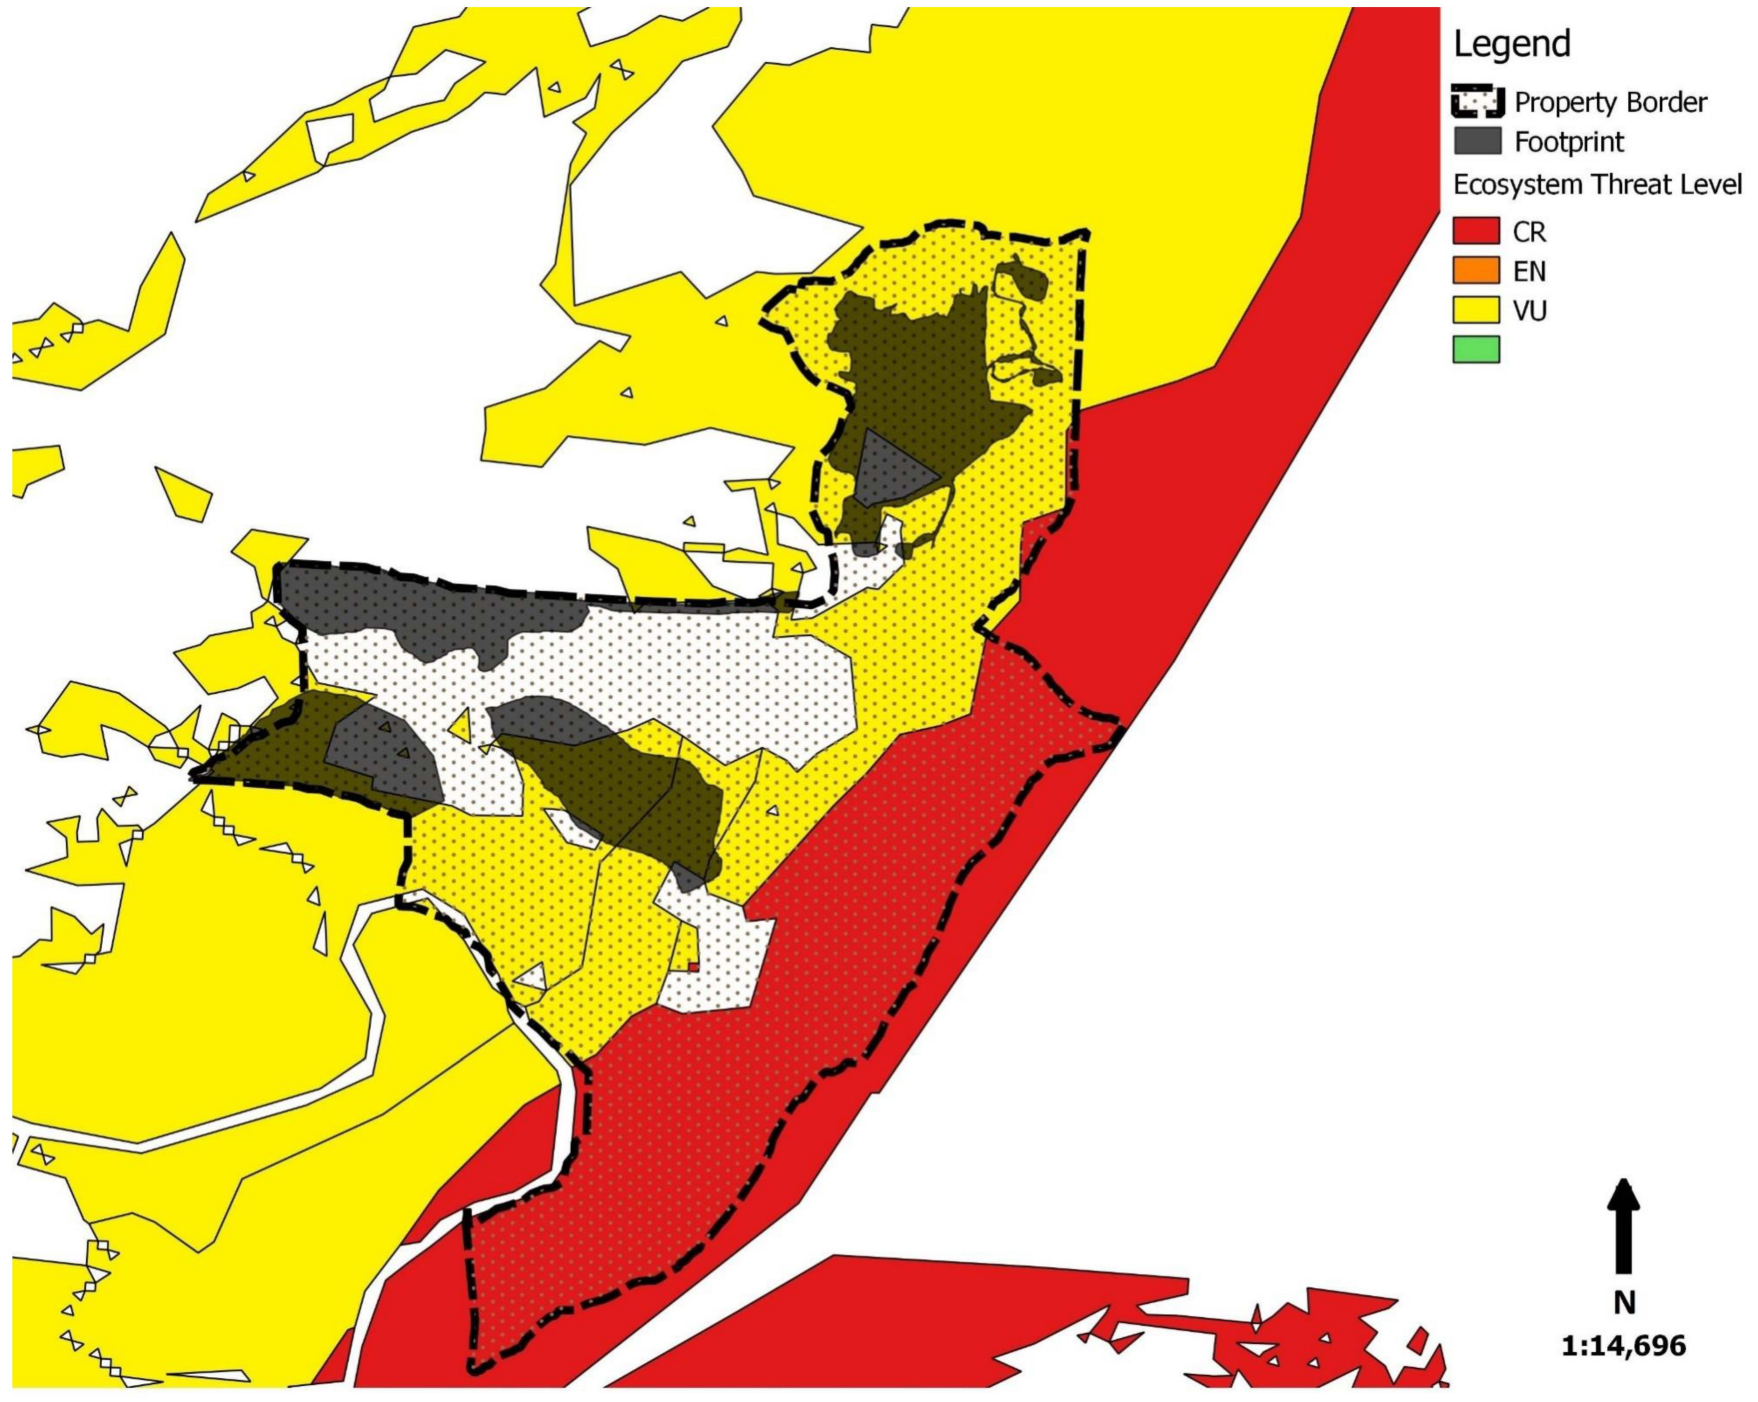 Legend
Property Border
Footprint
Ecosystem Threat Level
CR
EN
VU
N
1:14,696